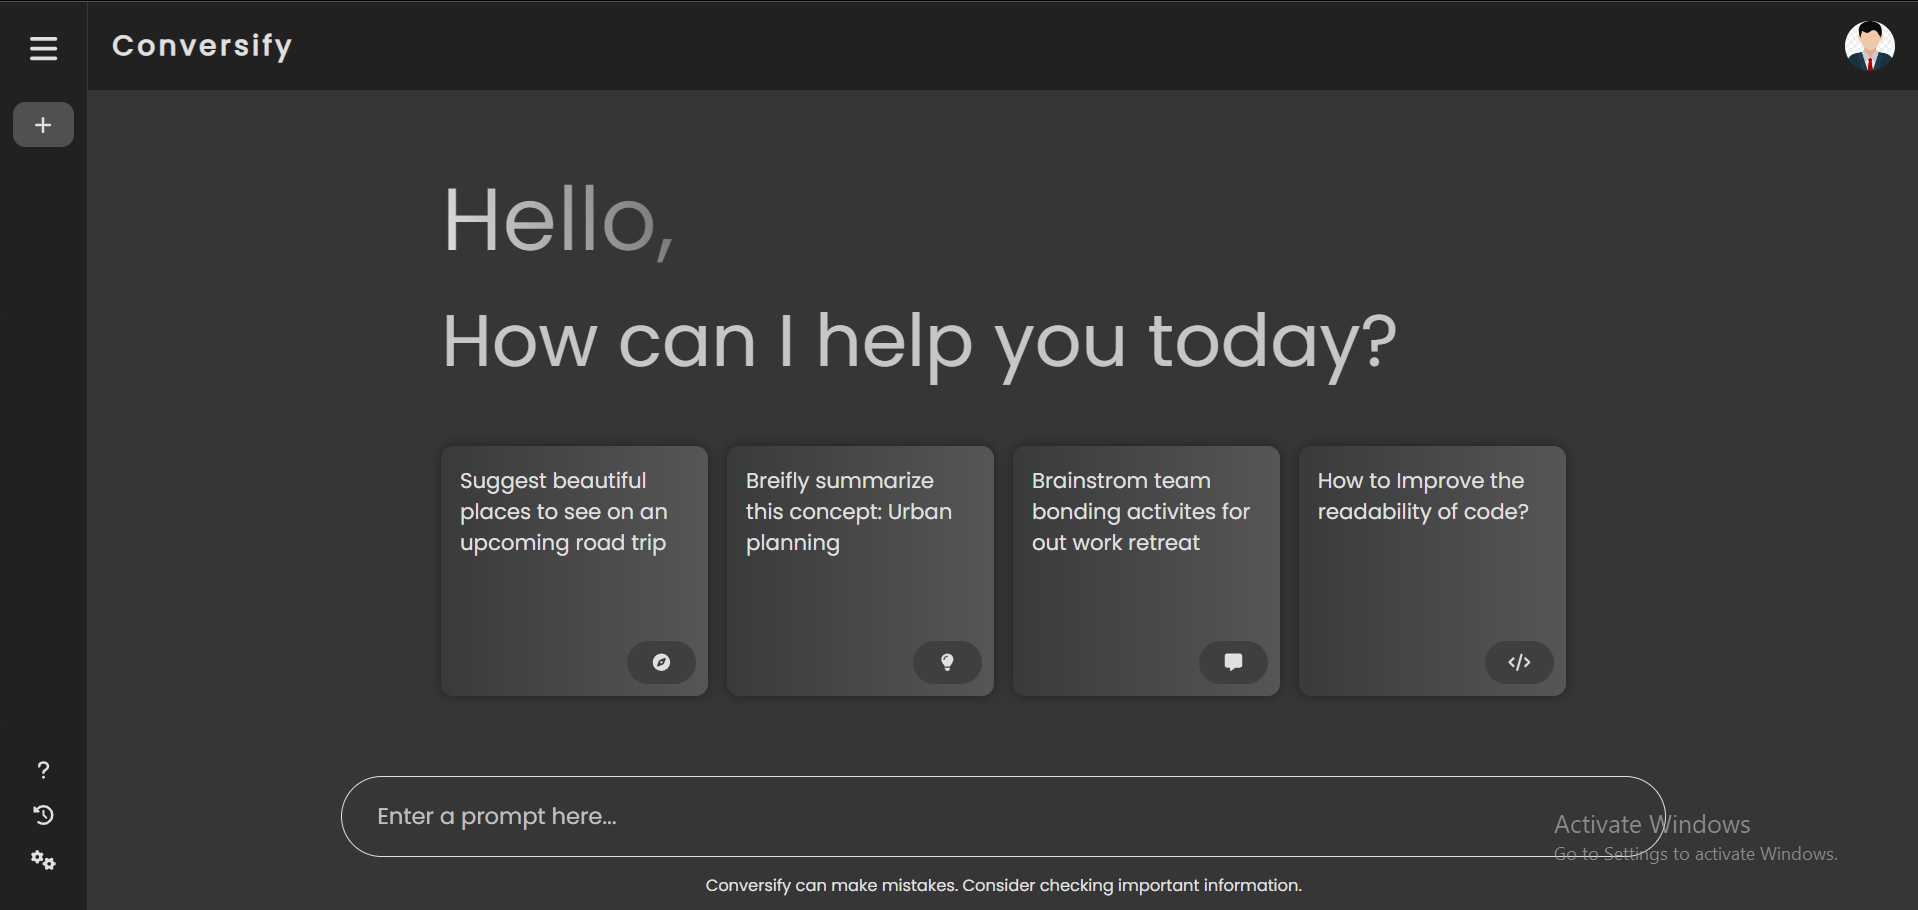 Conversify
Hello,
How can I help you today?
Suggest beautiful
places to see on an
upcoming road trip
Breifly summarize
this concept: Urban
planning
Brainstrom team
bonding activites for
out work retreat
How to Improve the
readability of code?
Enter a prompt here...
Activate Windows
Go to Settings to activate Windows.
Conversify can make mistakes. Consider checking important information.